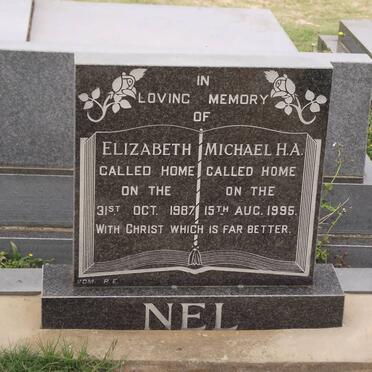 IN
LOVING MEMORY
OF
ELIZABETH MICHAEL H.A.
CALLED HOME CALLED HOME
ON THE ON THE
31ST OCT. 1987 15TH AUG. 1995.
WITH CHRIST WHICH IS FAR BETTER.
P.E.
NEL